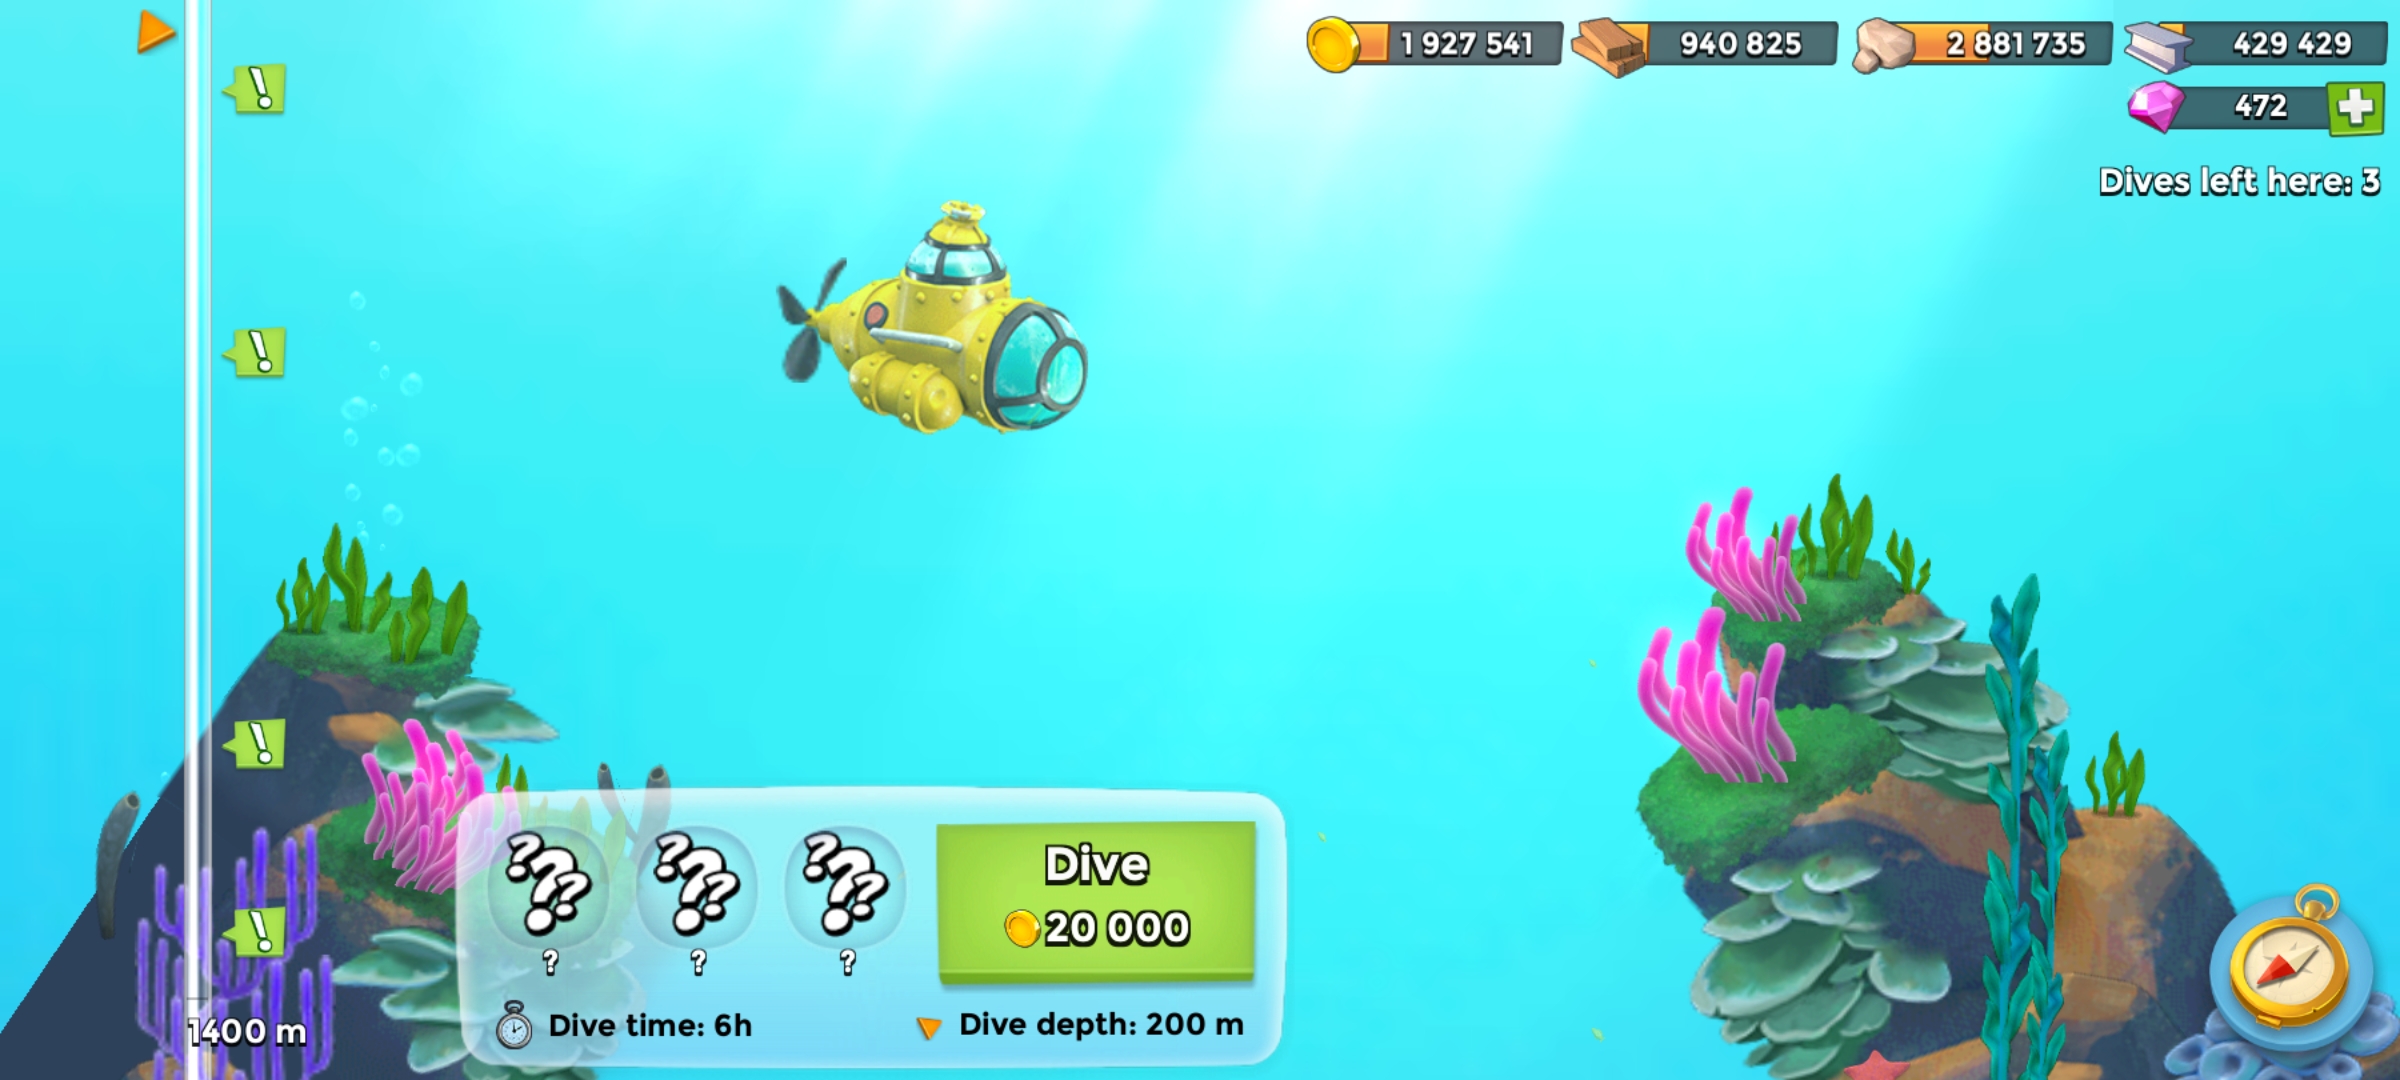 1 927 541
940 825
2 881 735
429 429
472
Dives left here: 3
!
!
!
!
??? ??? ???
? ? ?
Dive
20 000
Dive time: 6h
Dive depth: 200 m
1400 m